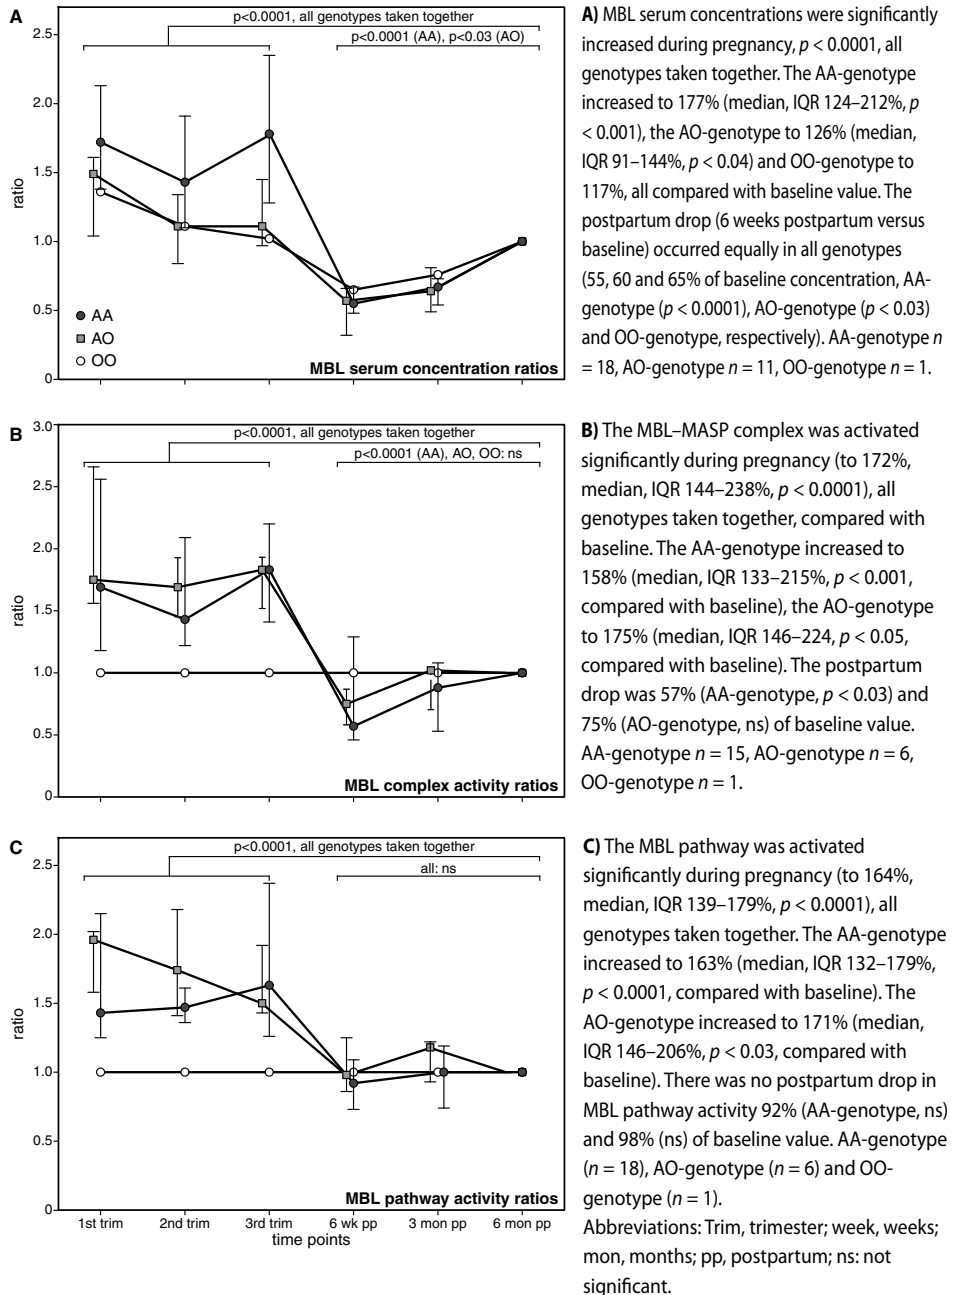 A
p<0.0001, all genotypes taken together
p<0.0001 (AA), p<0.03 (AO)
2.5
2.0
1.5
1.0
0.5
0
ratio
AA
AO
OO
MBL serum concentration ratios
A) MBL serum concentrations were significantly
increased during pregnancy, p < 0.0001, all
genotypes taken together. The AA-genotype
increased to 177% (median, IQR 124–212%, p
< 0.001), the AO-genotype to 126% (median,
IQR 91–144%, p < 0.04) and OO-genotype to
117%, all compared with baseline value. The
postpartum drop (6 weeks postpartum versus
baseline) occurred equally in all genotypes
(55, 60 and 65% of baseline concentration, AA-
genotype (p < 0.0001), AO-genotype (p < 0.03)
and OO-genotype, respectively). AA-genotype n
= 18, AO-genotype n = 11, OO-genotype n = 1.
B
p<0.0001, all genotypes taken together
p<0.0001 (AA), AO, OO: ns
3.0
2.5
2.0
1.5
1.0
0.5
0
ratio
MBL complex activity ratios
B) The MBL–MASP complex was activated
significantly during pregnancy (to 172%,
median, IQR 144–238%, p < 0.0001), all
genotypes taken together, compared with
baseline. The AA-genotype increased to
158% (median, IQR 133–215%, p < 0.001,
compared with baseline), the AO-genotype
to 175% (median, IQR 146–224, p < 0.05,
compared with baseline). The postpartum
drop was 57% (AA-genotype, p < 0.03) and
75% (AO-genotype, ns) of baseline value.
AA-genotype n = 15, AO-genotype n = 6,
OO-genotype n = 1.
C
p<0.0001, all genotypes taken together
all: ns
2.5
2.0
1.5
1.0
0.5
0
ratio
MBL pathway activity ratios
1st trim 2nd trim 3rd trim 6 wk pp 3 mon pp 6 mon pp
time points
C) The MBL pathway was activated
significantly during pregnancy (to 164%,
median, IQR 139–179%, p < 0.0001), all
genotypes taken together. The AA-genotype
increased to 163% (median, IQR 132–179%,
p < 0.0001, compared with baseline). The
AO-genotype increased to 171% (median,
IQR 146–206%, p < 0.03, compared with
baseline). There was no postpartum drop in
MBL pathway activity 92% (AA-genotype, ns)
and 98% (ns) of baseline value. AA-genotype
(n = 18), AO-genotype (n = 6) and OO-
genotype (n = 1).
Abbreviations: Trim, trimester; week, weeks;
mon, months; pp, postpartum; ns: not
significant.